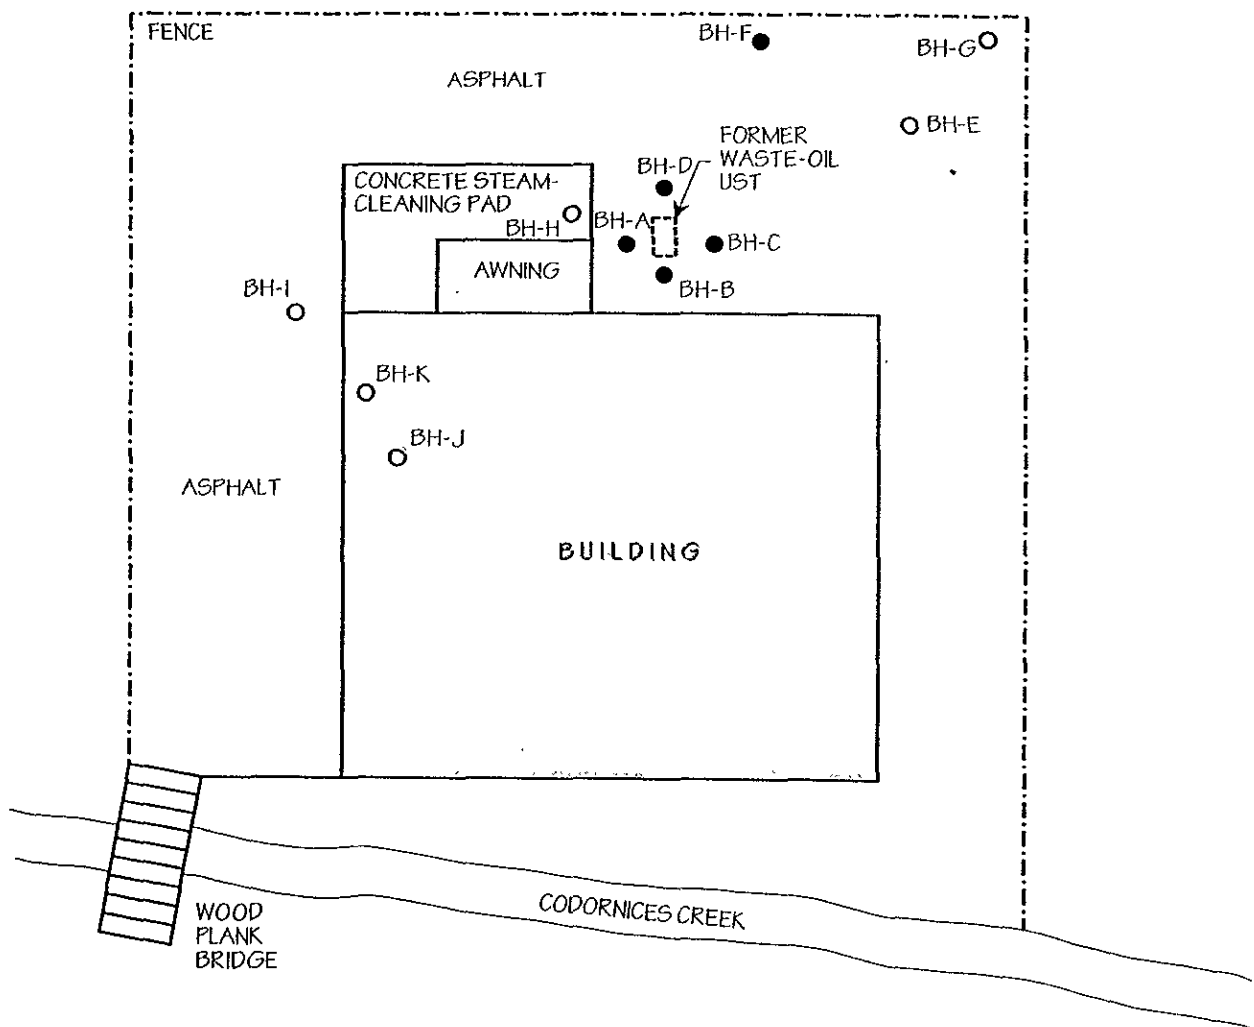 FENCE
BH-F
BH-G
ASPHALT
BH-E
FORMER
WASTE-OIL
UST
BH-D
CONCRETE STEAM-
CLEANING PAD
BH-H
BH-A
BH-C
AWNING
BH-B
BH-I
BH-K
BH-J
ASPHALT
BUILDING
CODORNICES CREEK
WOOD
PLANK
BRIDGE